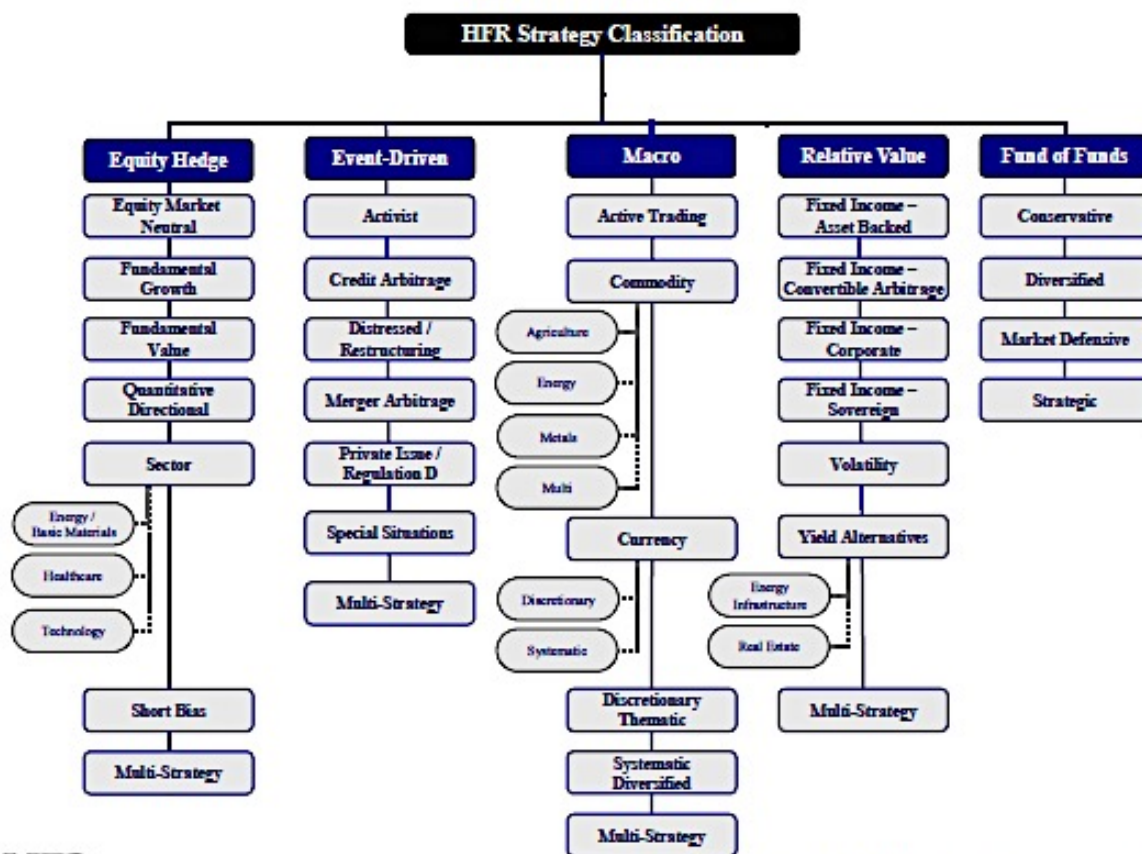 HFR Strategy Classification
Equity Hedge
Equity Market
Neutral
Fundamental
Growth
Fundamental
Value
Quantitative
Directional
Sector
Energy /
Basic Materials
Healthcare
Technology
Short Bias
Multi-Strategy
Event-Driven
Activist
Credit Arbitrage
Distressed /
Restructuring
Merger Arbitrage
Private Issue /
Regulation D
Special Situations
Multi-Strategy
Macro
Active Trading
Commodity
Agriculture
Energy
Metals
Multi
Currency
Discretionary
Systematic
Discretionary
Thematic
Systematic
Diversified
Multi-Strategy
Relative Value
Fixed Income –
Asset Backed
Fixed Income –
Convertible Arbitrage
Fixed Income –
Corporate
Fixed Income –
Sovereign
Volatility
Yield Alternatives
Energy
Infrastructure
Real Estate
Multi-Strategy
Fund of Funds
Conservative
Diversified
Market Defensive
Strategic